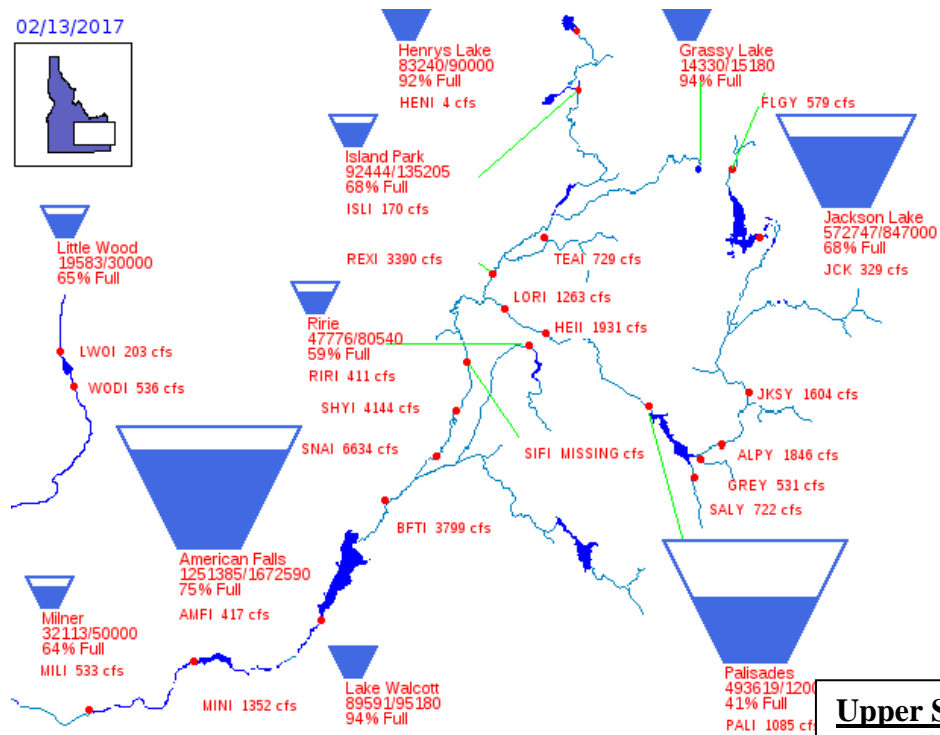 02/13/2017
Henrys Lake
83240/90000
92% Full
HENI 4 cfs
Grassy Lake
14330/15180
94% Full
FLGY 579 cfs
Island Park
92444/135205
68% Full
ISLI 170 cfs
Jackson Lake
572747/847000
68% Full
JCK 329 cfs
Little Wood
19583/30000
65% Full
REXI 3390 cfs
TEAI 729 cfs
LORI 1263 cfs
HEII 1931 cfs
Ririe
47776/80540
59% Full
RIRI 411 cfs
LWOI 203 cfs
WODI 536 cfs
SHYI 4144 cfs
JKSY 1604 cfs
SNAI 6634 cfs
SIFI MISSING cfs
ALPY 1846 cfs
GREY 531 cfs
SALY 722 cfs
BFTI 3799 cfs
American Falls
1251385/1672590
75% Full
AMFI 417 cfs
Milner
32113/50000
64% Full
MILI 533 cfs
MINI 1352 cfs
Lake Walcott
89591/95180
94% Full
Palisades
493619/1200
41% Full
PALI 1085 cfs
Upper S